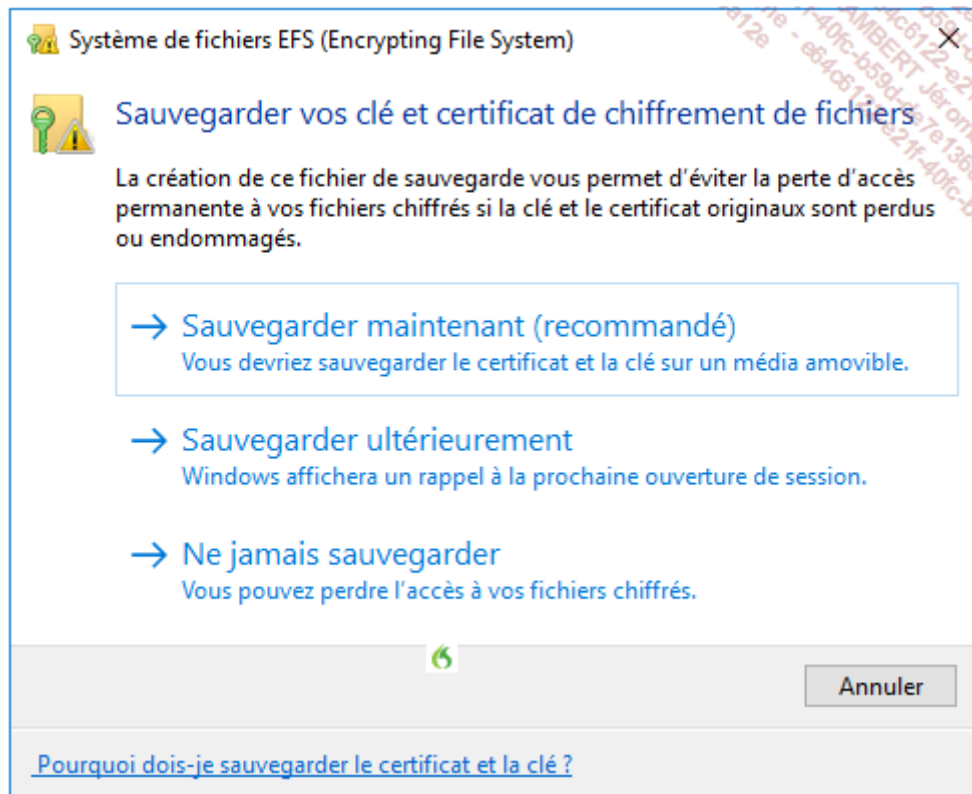 Système de fichiers EFS (Encrypting File System)
Sauvegarder vos clé et certificat de chiffrement de fichiers
La création de ce fichier de sauvegarde vous permet d'éviter la perte d'accès
permanente à vos fichiers chiffrés si la clé et le certificat originaux sont perdus
ou endommagés.
Sauvegarder maintenant (recommandé)
Vous devriez sauvegarder le certificat et la clé sur un média amovible.
Sauvegarder ultérieurement
Windows affichera un rappel à la prochaine ouverture de session.
Ne jamais sauvegarder
Vous pouvez perdre l'accès à vos fichiers chiffrés.
Annuler
Pourquoi dois-je sauvegarder le certificat et la clé ?